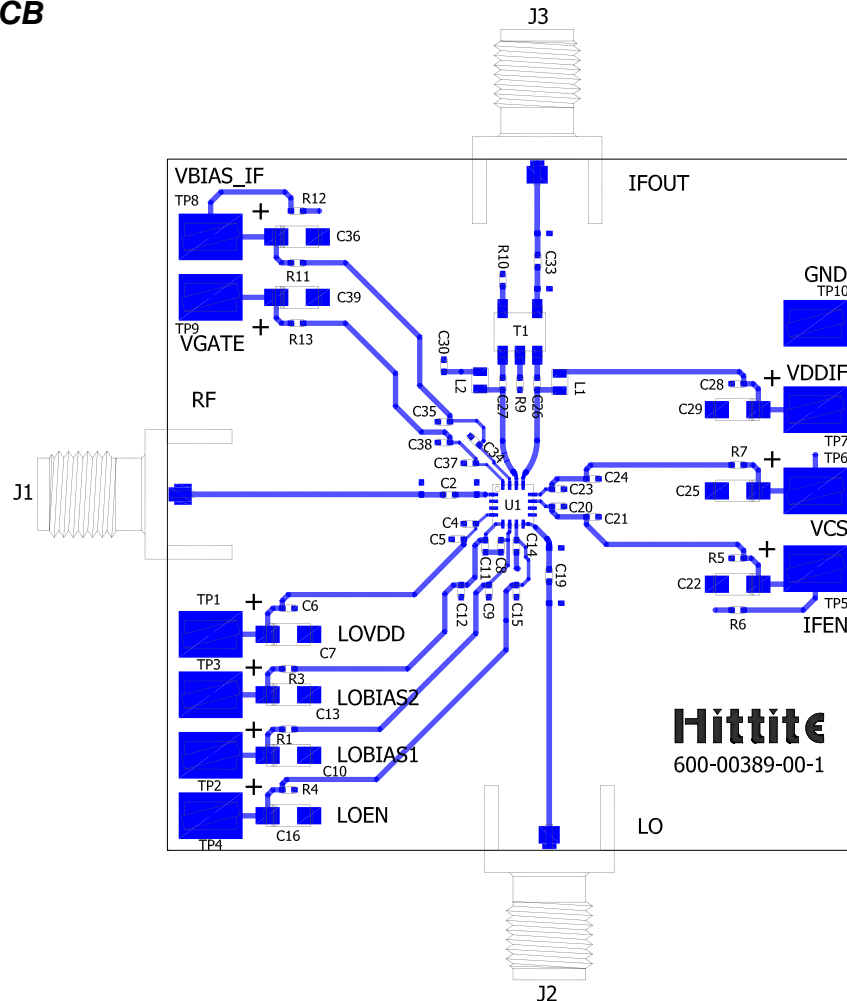 CB
J3
VBIAS_IF
TP8
+
R12
IFOUT
C36
R10
C33
R11
GND
TP10
C39
T1
TP9
+
R13
VGATE
C30
L2
L1
C28
+
VDDIF
RF
C27
R9
C26
C29
C35
C38
C34
TP7
C37
R7
+
TP6
C24
J1
C2
C23
C25
U1
C20
C21
VCS
C4
C5
C14
R5
+
C11
C8
C19
C22
TP1
+
C6
C12
C9
C15
TP5
R6
IFEN
LOVDD
C7
TP3
+
R3
LOBIAS2
C13
Hittite
+
R1
LOBIAS1
600-00389-00-1
C10
TP2
+
R4
LOEN
LO
C16
TP4
J2